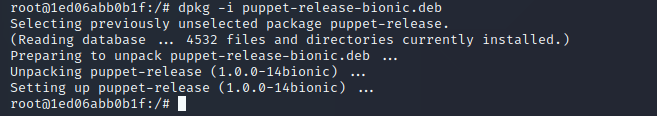 root@1ed06abb0b1f:/# dpkg -i puppet-release-bionic.deb
Selecting previously unselected package puppet-release.
(Reading database ... 4532 files and directories currently installed.)
Preparing to unpack puppet-release-bionic.deb ...
Unpacking puppet-release (1.0.0-14bionic) ...
Setting up puppet-release (1.0.0-14bionic) ...
root@1ed06abb0b1f:/#